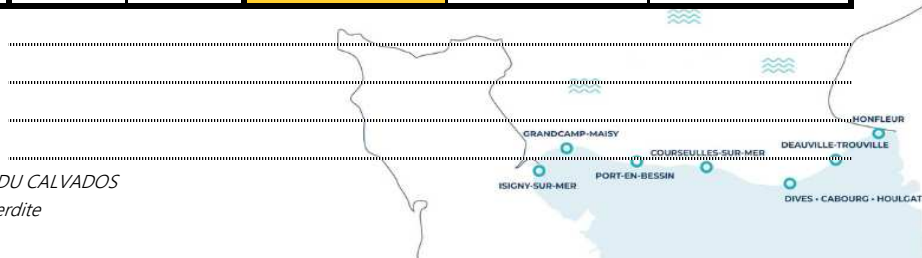 HONFLEUR
GRANDCAMP-MAISY
DEAUVILLE-TROUVILLE
COURSEULLES-SUR-MER
PORT-EN-BESSIN
DU CALVADOS
ISIGNY-SUR-MER
DIVES • CABOURG • HOULGAT
erdite